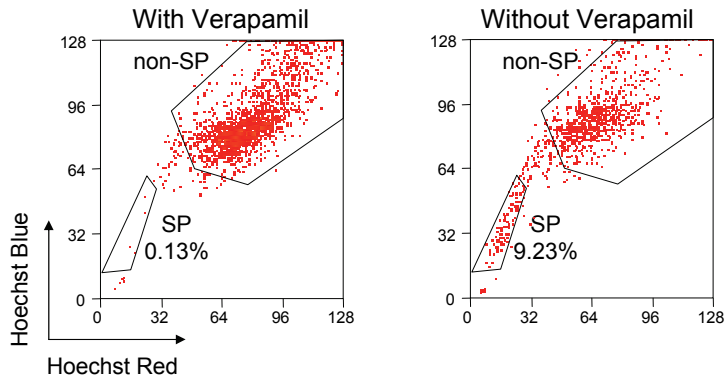 With Verapamil
128
96
64
32
0
non-SP
SP
0.13%
0
32
64
96
128
Hoechst Blue
Hoechst Red
Without Verapamil
128
96
64
32
0
non-SP
SP
9.23%
0
32
64
96
128